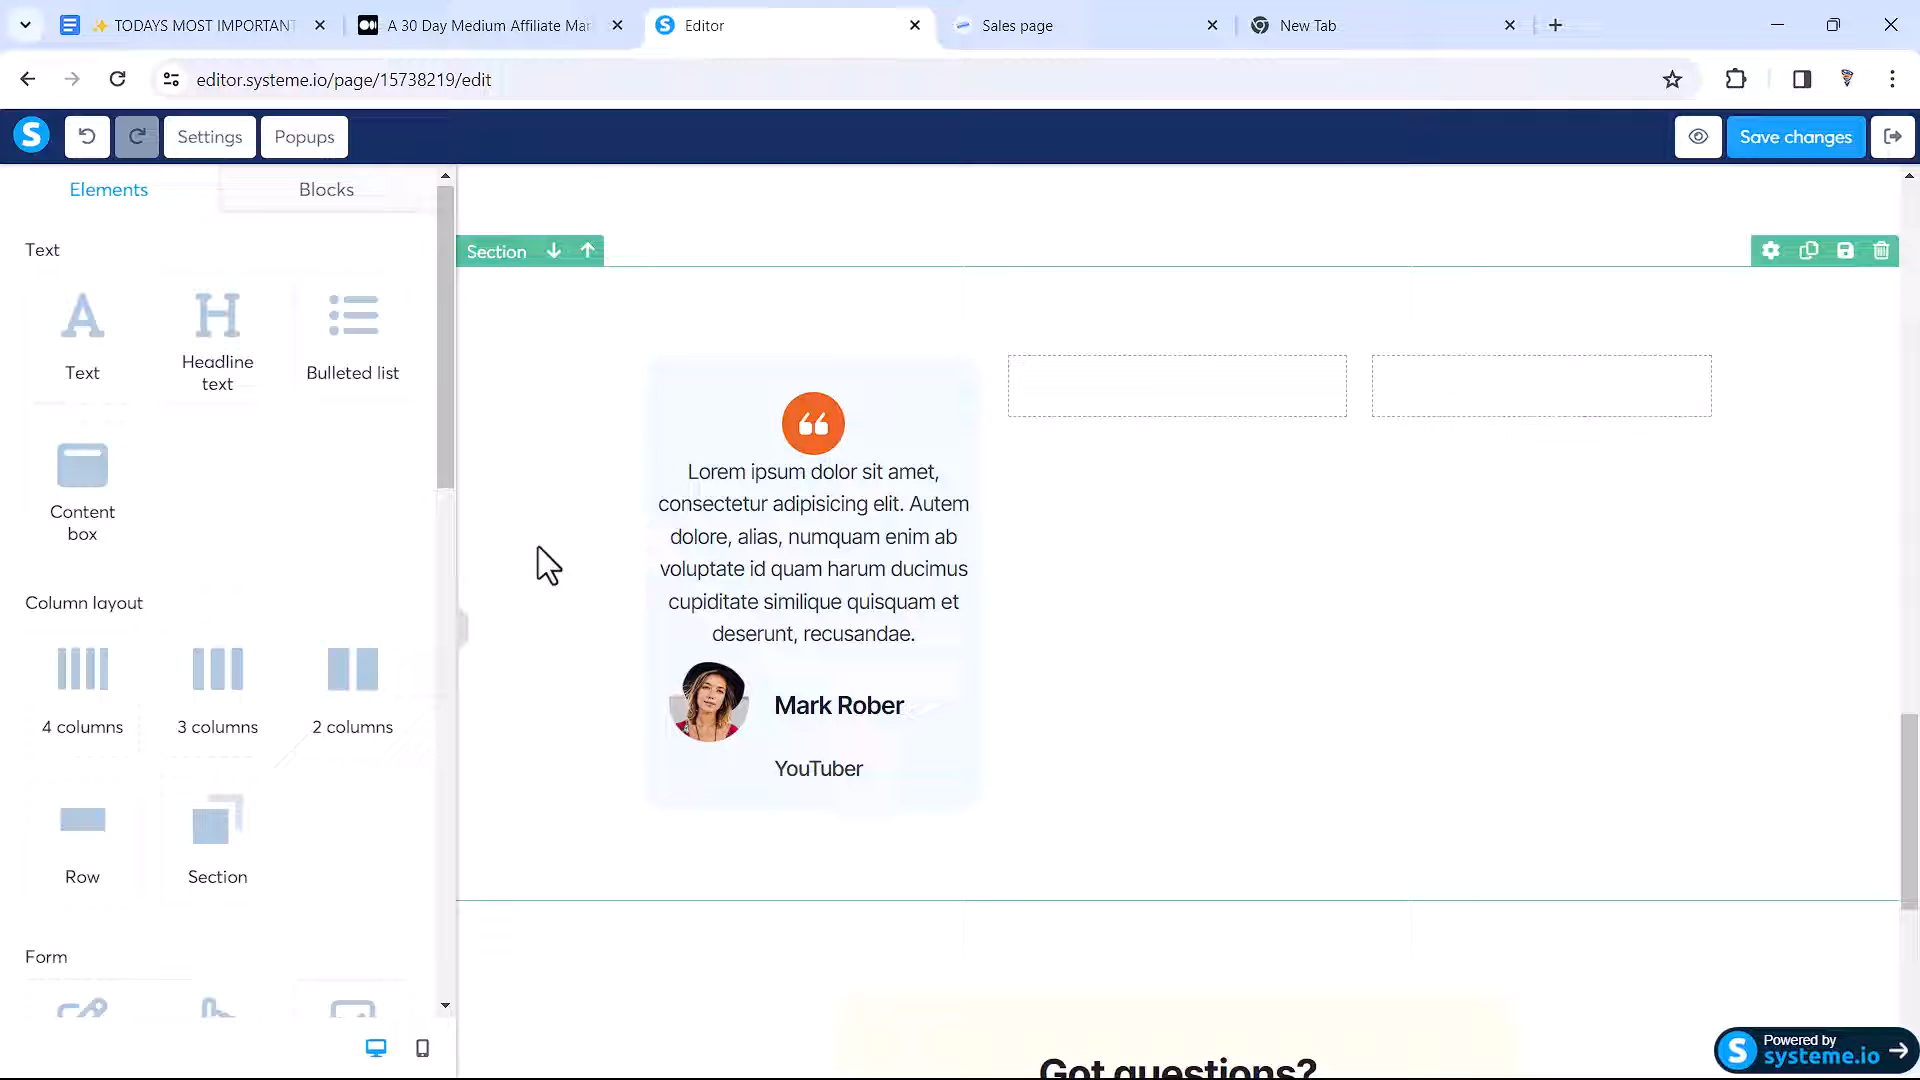 ✨ TODAYS MOST IMPORTANT
A 30 Day Medium Affiliate Mar
Editor
Sales page
New Tab
editor.systeme.io/page/15738219/edit
S
Settings
Popups
Save changes
Elements
Blocks
Text
Text
Headline
text
Bulleted list
Content
box
Column layout
4 columns
3 columns
2 columns
Row
Section
Form
Section
Lorem ipsum dolor sit amet,
consectetur adipisicing elit. Autem
dolore, alias, numquam enim ab
voluptate id quam harum ducimus
cupiditate similique quisquam et
deserunt, recusandae.
Mark Rober
YouTuber
Got questions?
S
Powered by
systeme.io